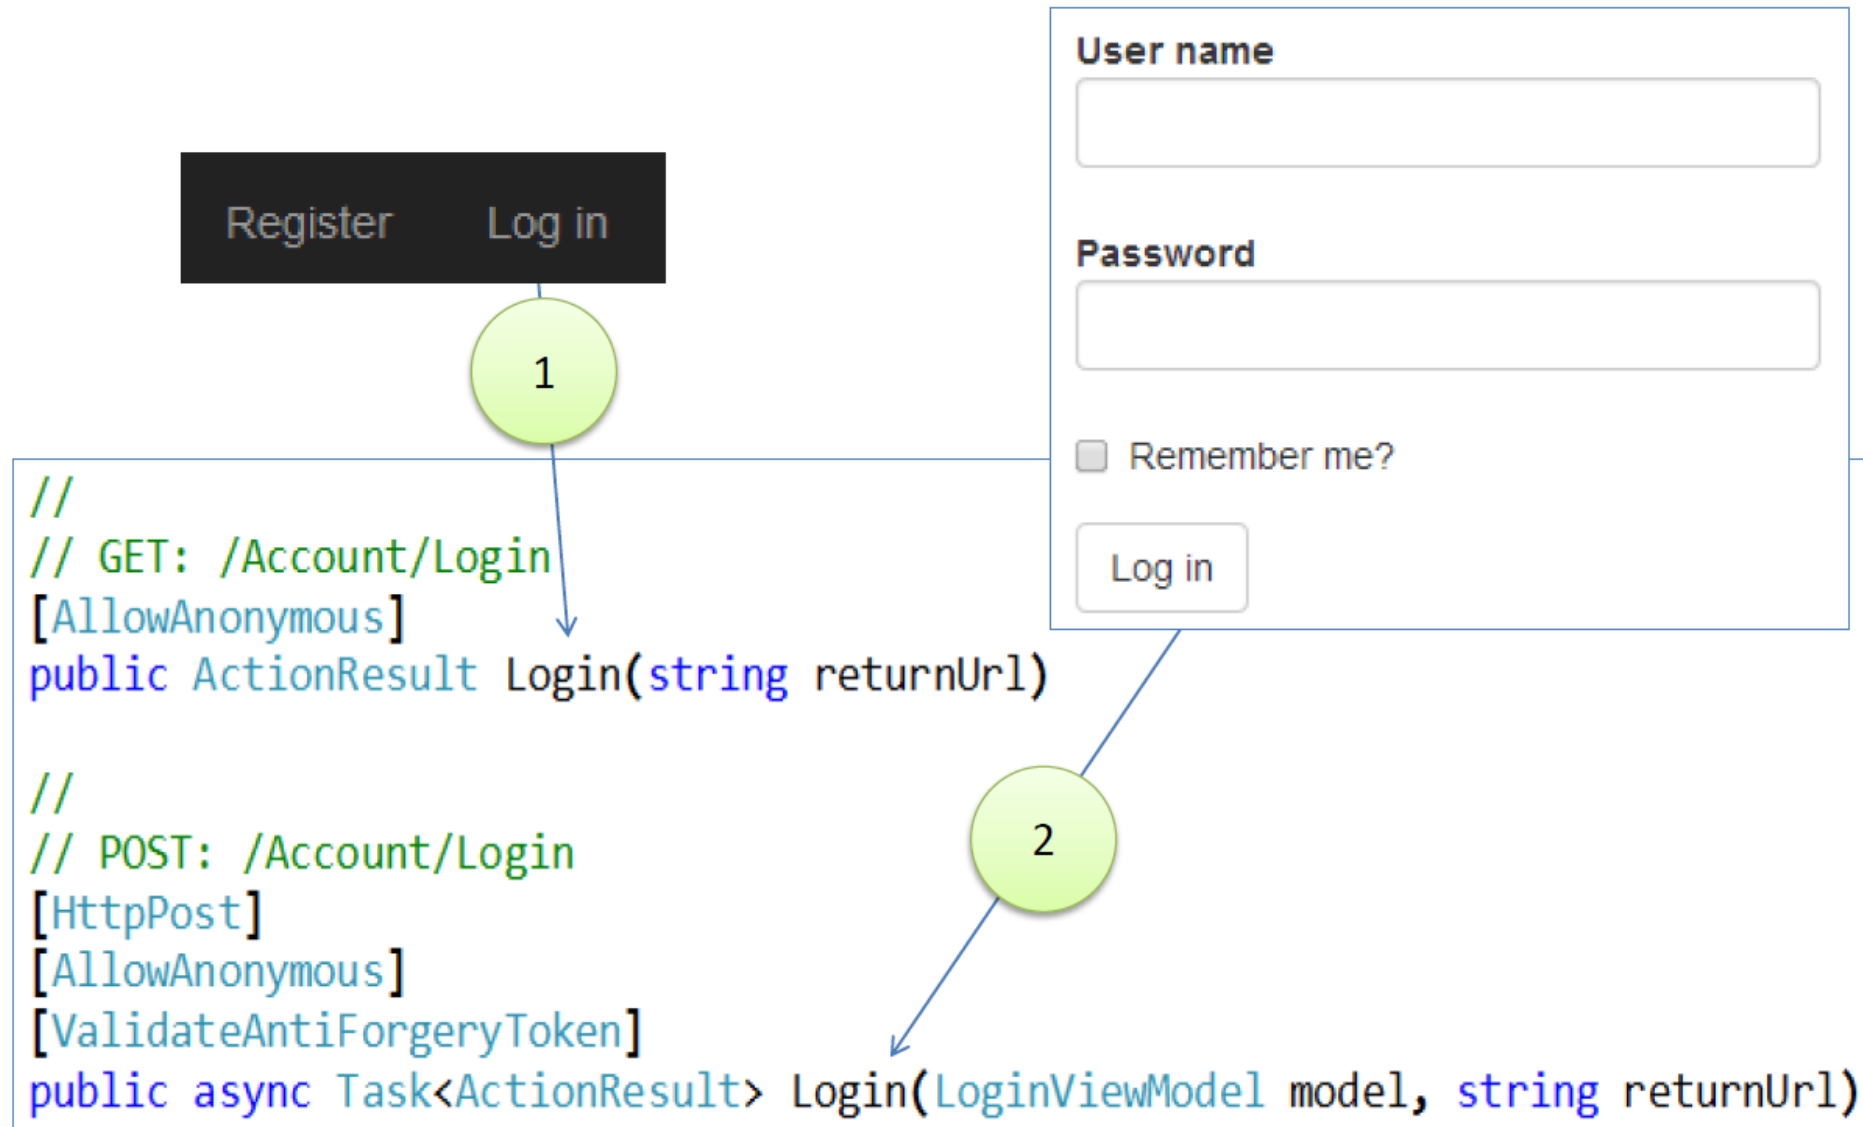 Register Log in
1
User name
Password
Remember me?
Log in
//
// GET: /Account/Login
[AllowAnonymous]
public ActionResult Login(string returnUrl)
//
// POST: /Account/Login
[HttpPost]
[AllowAnonymous]
[ValidateAntiForgeryToken]
public async Task<ActionResult> Login(LoginViewModel model, string returnUrl)
2